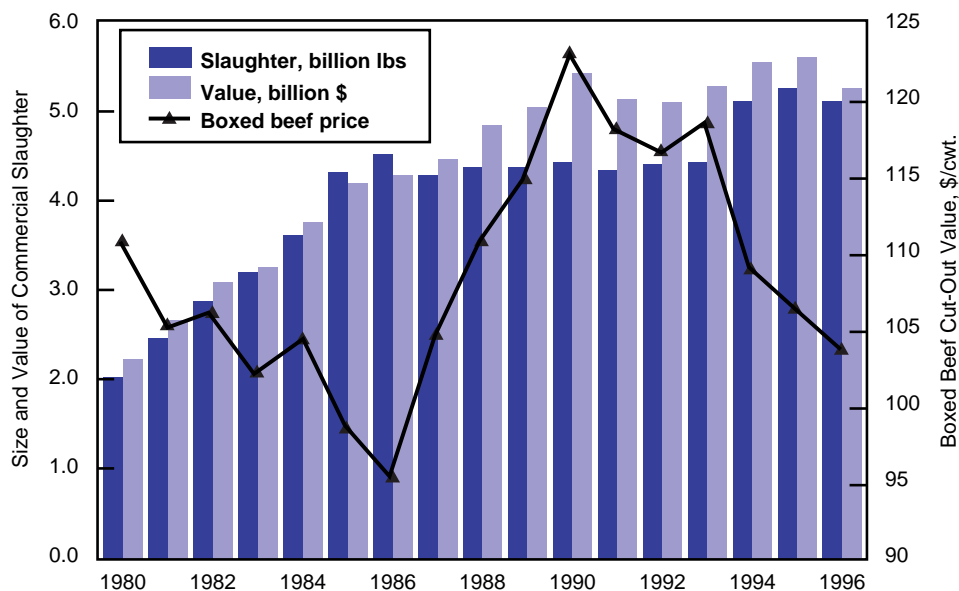 6.0
5.0
4.0
3.0
2.0
1.0
0.0
Size and Value of Commercial Slaughter
Slaughter, billion lbs
Value, billion $
Boxed beef price
125
120
115
110
105
100
95
90
Boxed Beef Cut-Out Value, $/cwt.
1980 1982 1984 1986 1988 1990 1992 1994 1996